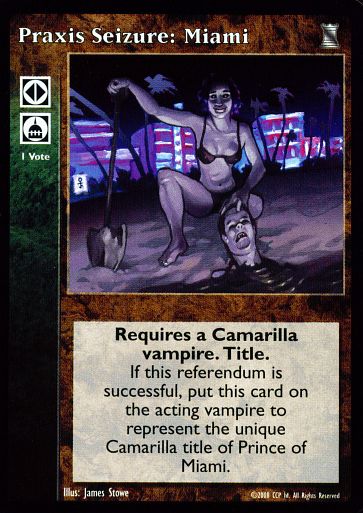 Praxis Seizure: Miami
1 Vote
Requires a Camarilla
vampire. Title.
If this referendum is
successful, put this card on
the acting vampire to
represent the unique
Camarilla title of Prince of
Miami.
Illus: James Stowe
©2008 CCP hf. All Rights Reserved